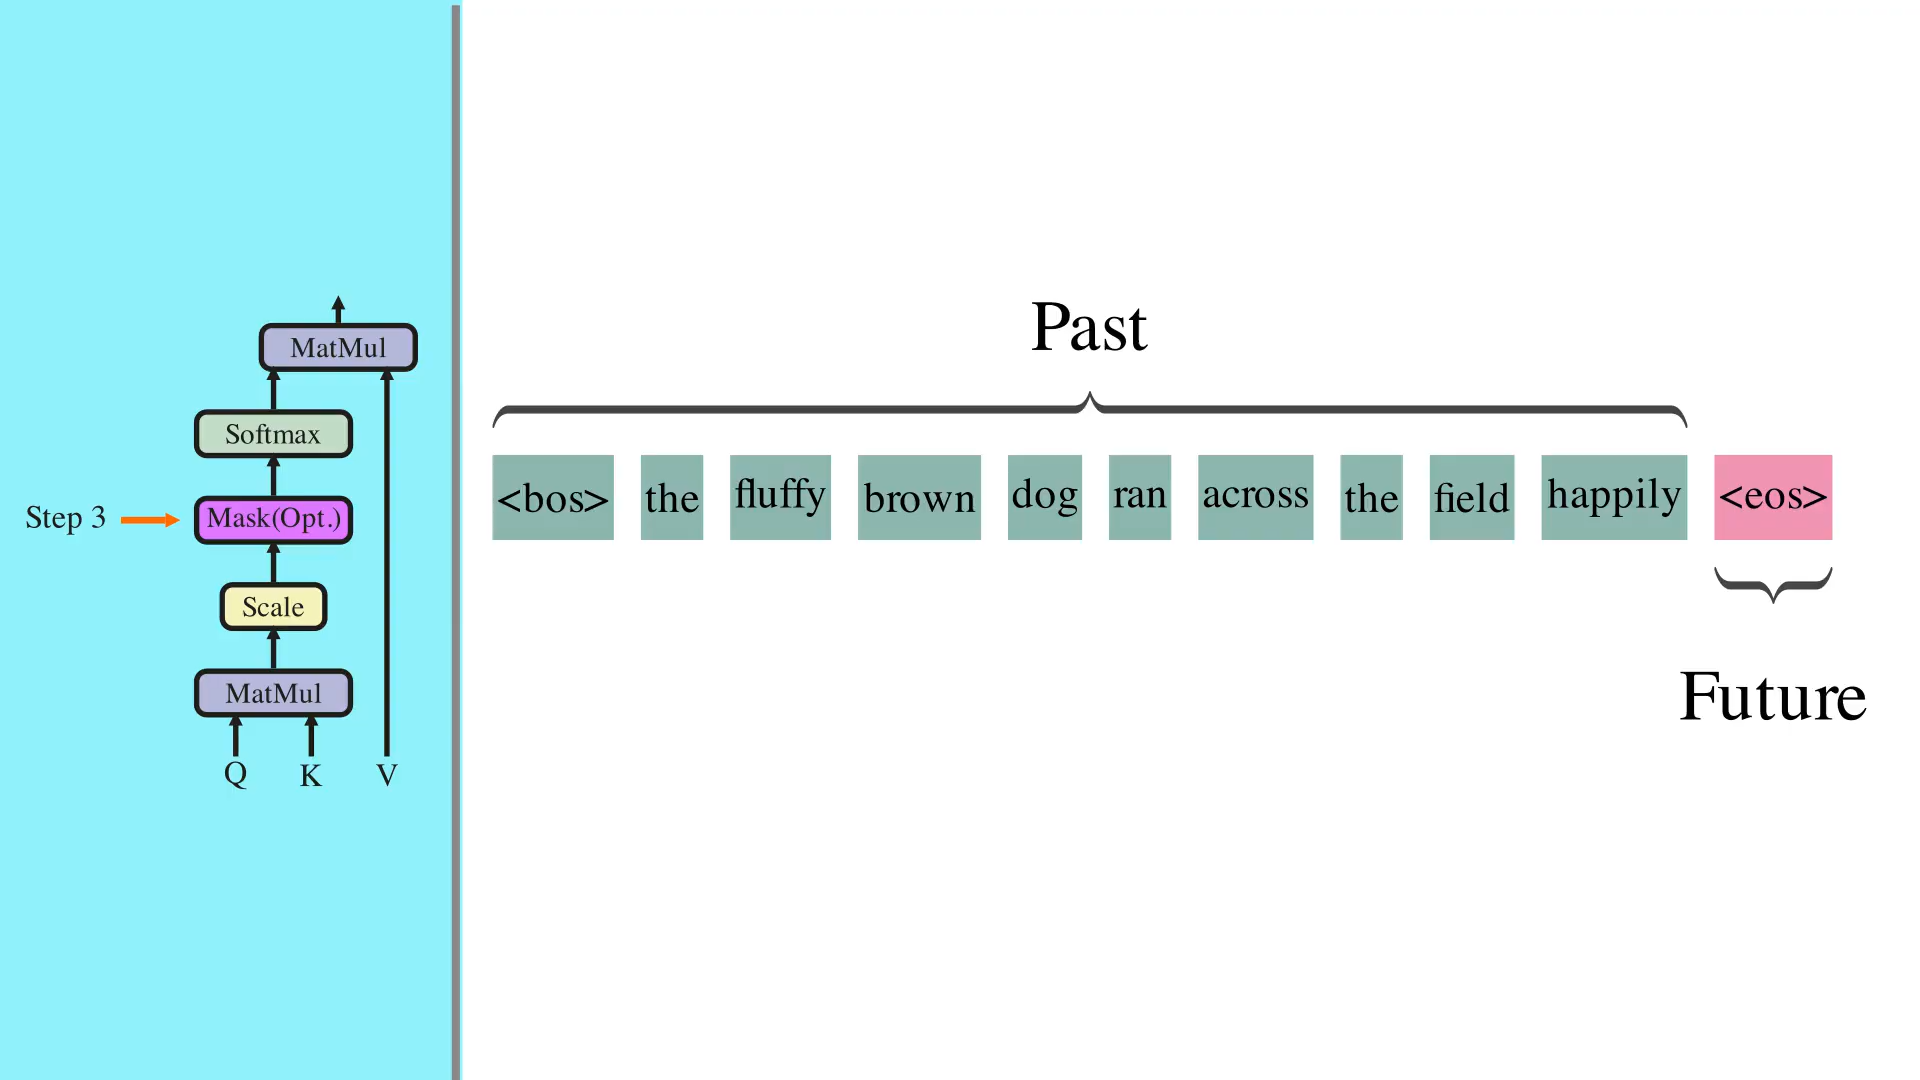 MatMul
Softmax
Step 3
Mask(Opt.)
Scale
MatMul
Q K V
Past
<bos> the fluffy brown dog ran across the field happily <eos>
Future